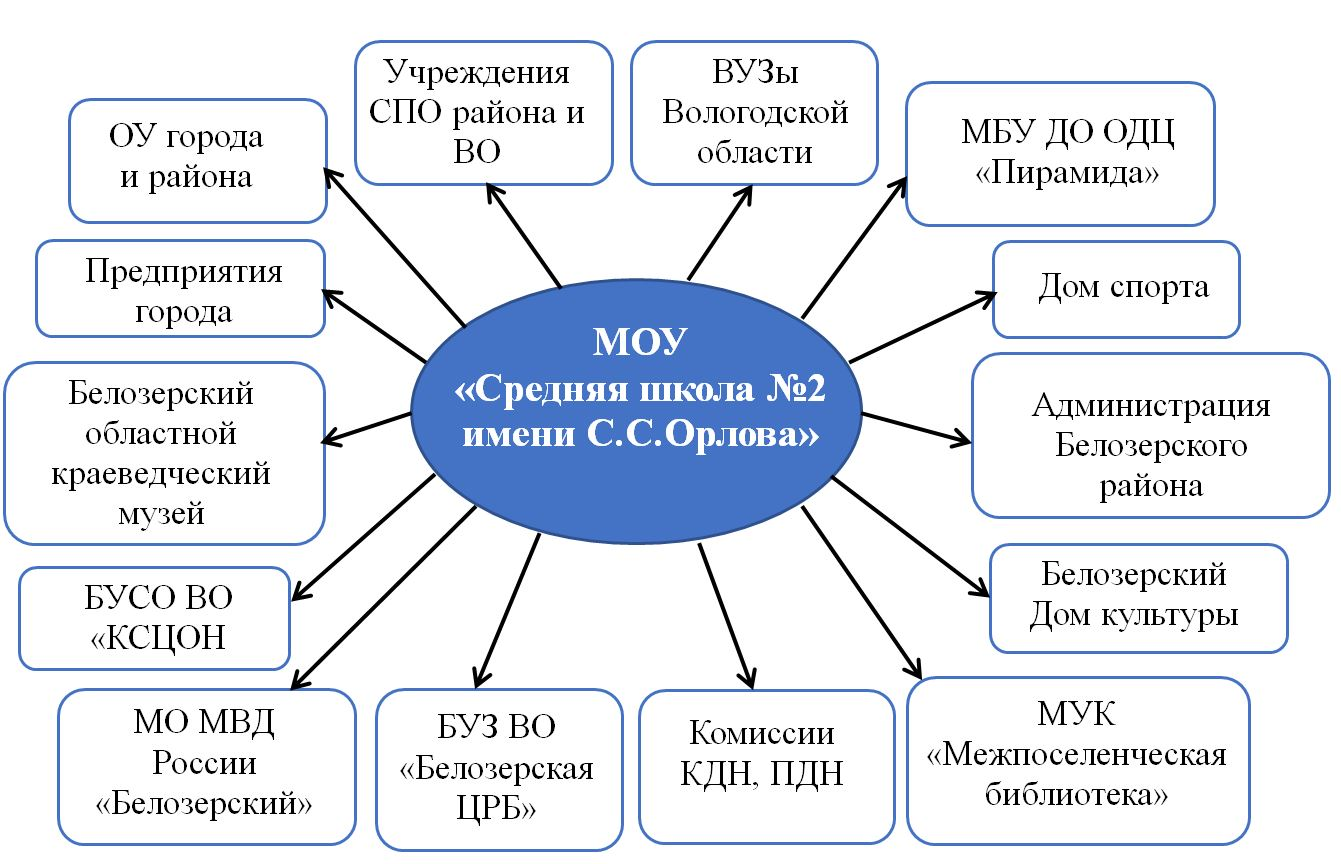 Учреждения
СПО района и
ВО
ВУЗы
Вологодской
области
ОУ города
и района
МБУ ДО ОДЦ
«Пирамида»
Предприятия
города
Дом спорта
МОУ
«Средняя школа №2
имени С.С.Орлова»
Белозерский
областной
краеведческий
музей
Администрация
Белозерского
района
БУСО ВО
«КСЦОН
Белозерский
Дом культуры
МО МВД
России
«Белозерский»
БУЗ ВО
«Белозерская
ЦРБ»
Комиссии
КДН, ПДН
МУК
«Межпоселенческая
библиотека»